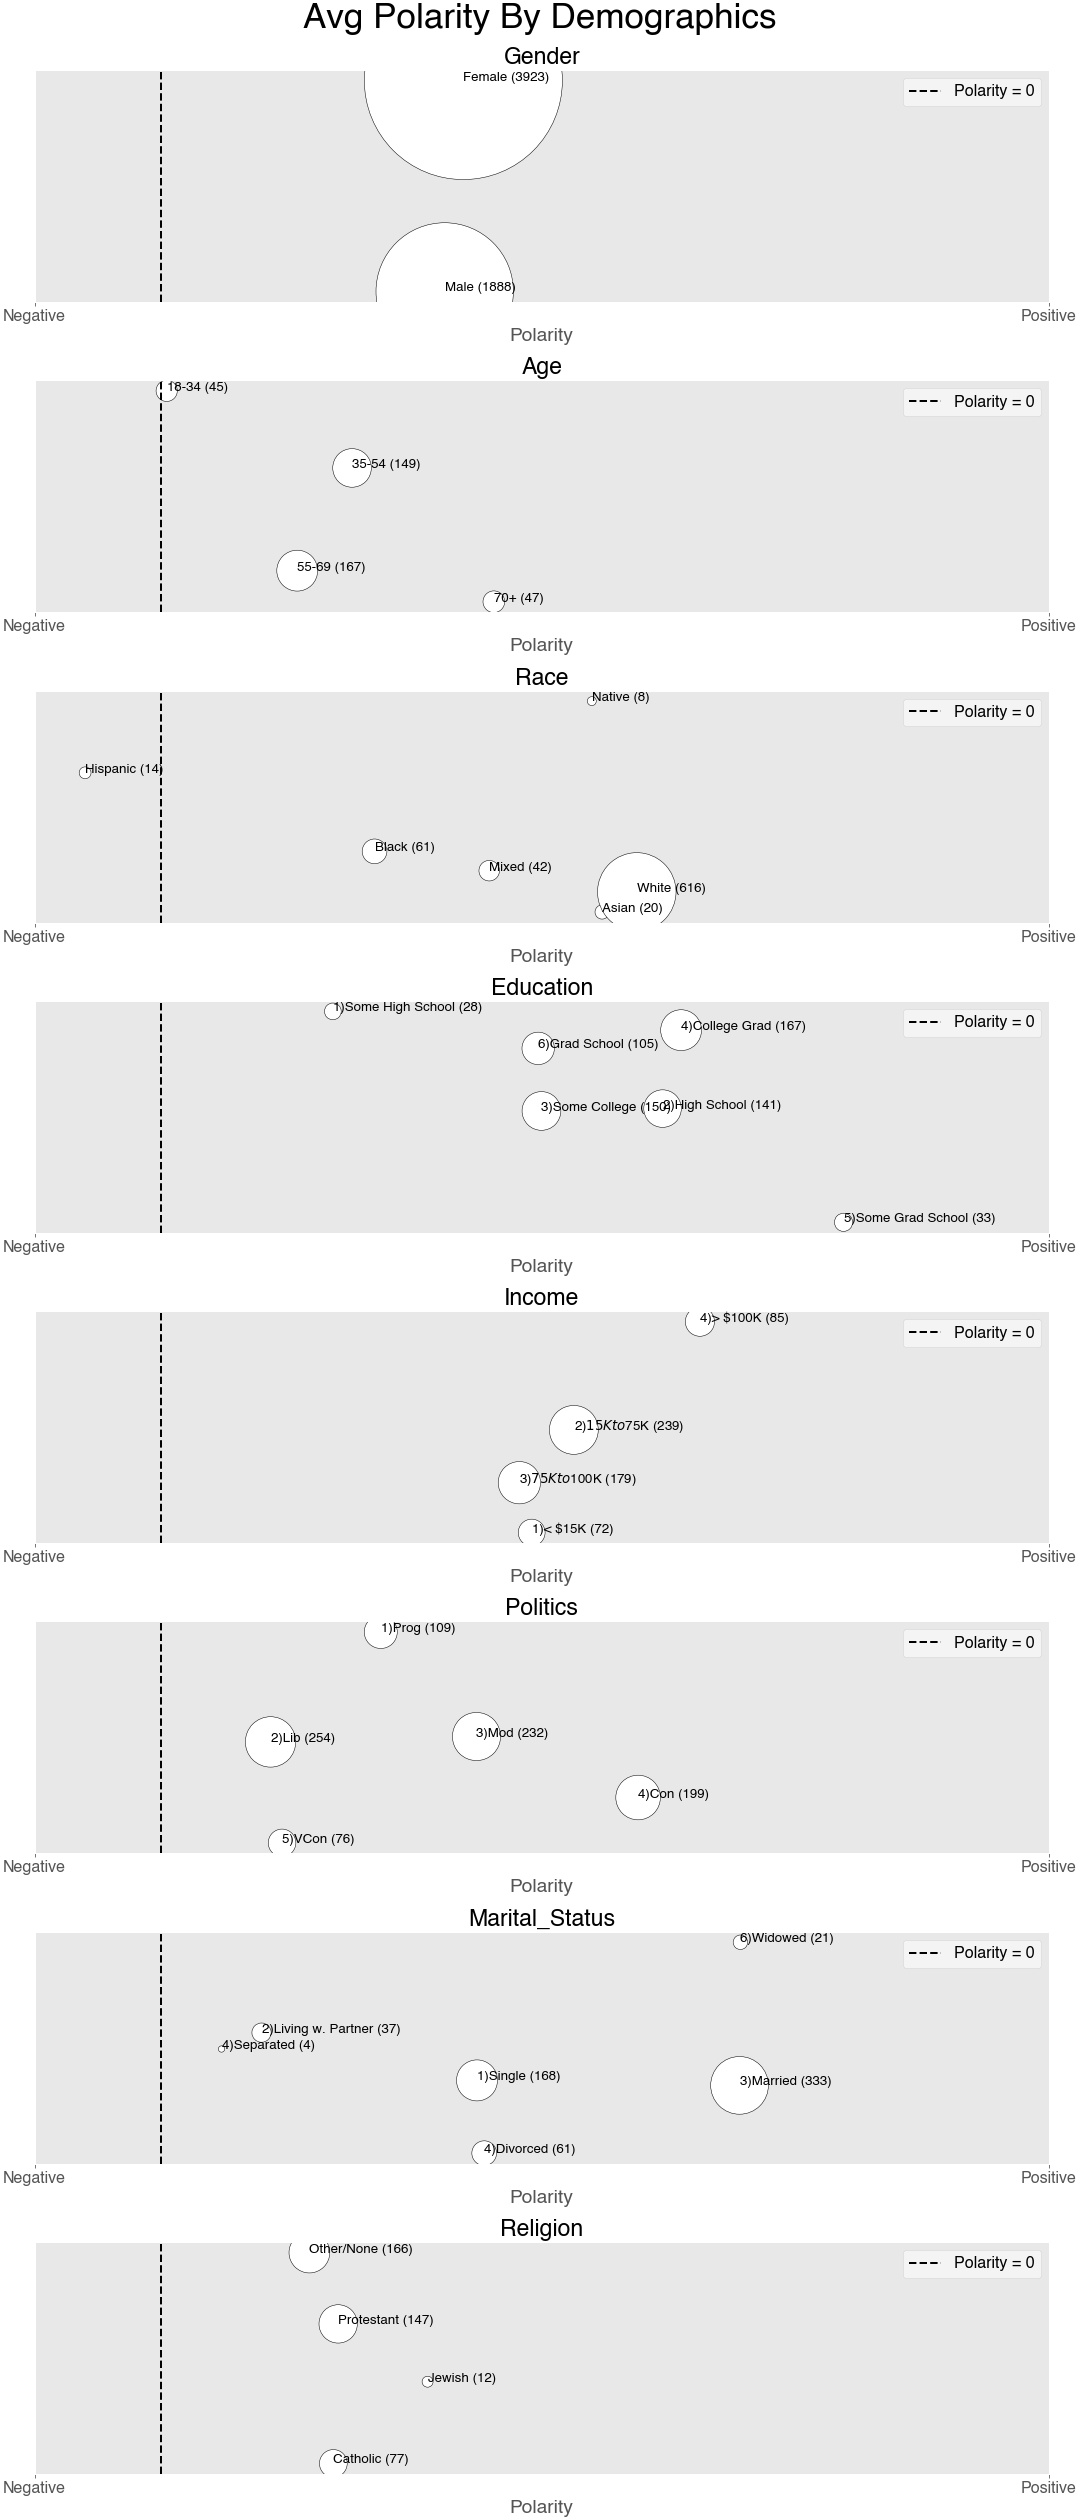 Avg Polarity By Demographics
Gender
Female (3923)
Polarity = 0
Male (1888)
Negative
Positive
Polarity
Age
18-34 (45)
Polarity = 0
35-54 (149)
55-69 (167)
70+ (47)
Negative
Positive
Polarity
Race
Native (8)
Polarity = 0
Hispanic (14)
Black (61)
Mixed (42)
White (616)
Asian (20)
Negative
Positive
Polarity
Education
1)Some High School (28)
Polarity = 0
4)College Grad (167)
6)Grad School (105)
3)Some College (150)
2)High School (141)
5)Some Grad School (33)
Negative
Positive
Polarity
Income
4)> $100K (85)
Polarity = 0
2)15Kto75K (239)
3)75Kto100K (179)
1)< $15K (72)
Negative
Positive
Polarity
Politics
1)Prog (109)
Polarity = 0
2)Lib (254)
3)Mod (232)
4)Con (199)
5)VCon (76)
Negative
Positive
Polarity
Marital_Status
6)Widowed (21)
Polarity = 0
2)Living w. Partner (37)
4)Separated (4)
1)Single (168)
3)Married (333)
4)Divorced (61)
Negative
Positive
Polarity
Religion
Other/None (166)
Polarity = 0
Protestant (147)
Jewish (12)
Catholic (77)
Negative
Positive
Polarity